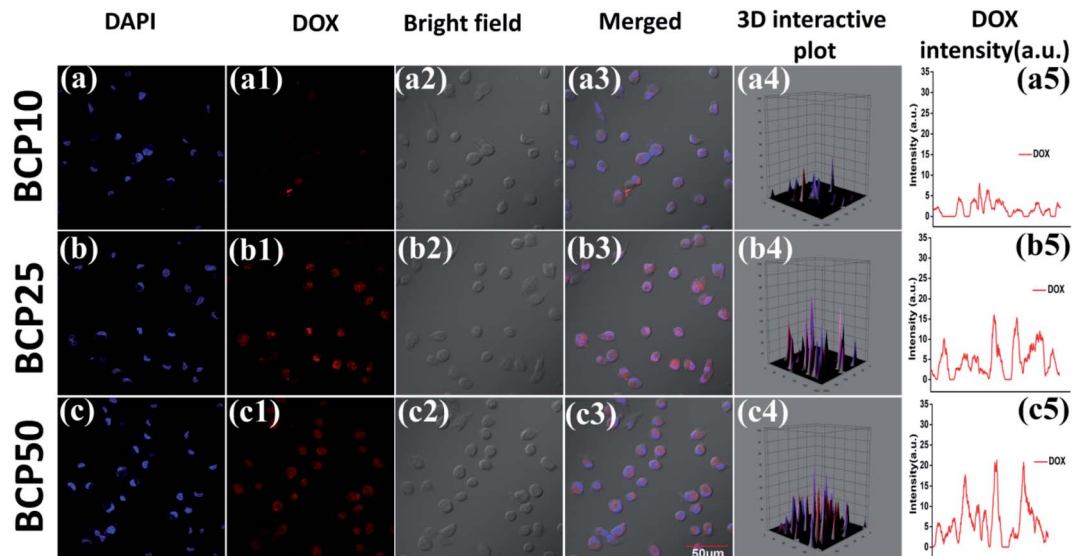 DAPI
DOX
Bright field
Merged
3D interactive
plot
DOX
intensity(a.u.)
BCP10
(a)
(a1)
(a2)
(a3)
(a4)
(a5)
Intensity (a.u.)
35
30
25
20
15
10
5
0
DOX
BCP25
(b)
(b1)
(b2)
(b3)
(b4)
(b5)
Intensity (a.u.)
35
30
25
20
15
10
5
0
DOX
BCP50
(c)
(c1)
(c2)
(c3)
(c4)
(c5)
Intensity(a.u.)
35
30
25
20
15
10
5
0
DOX
50µm